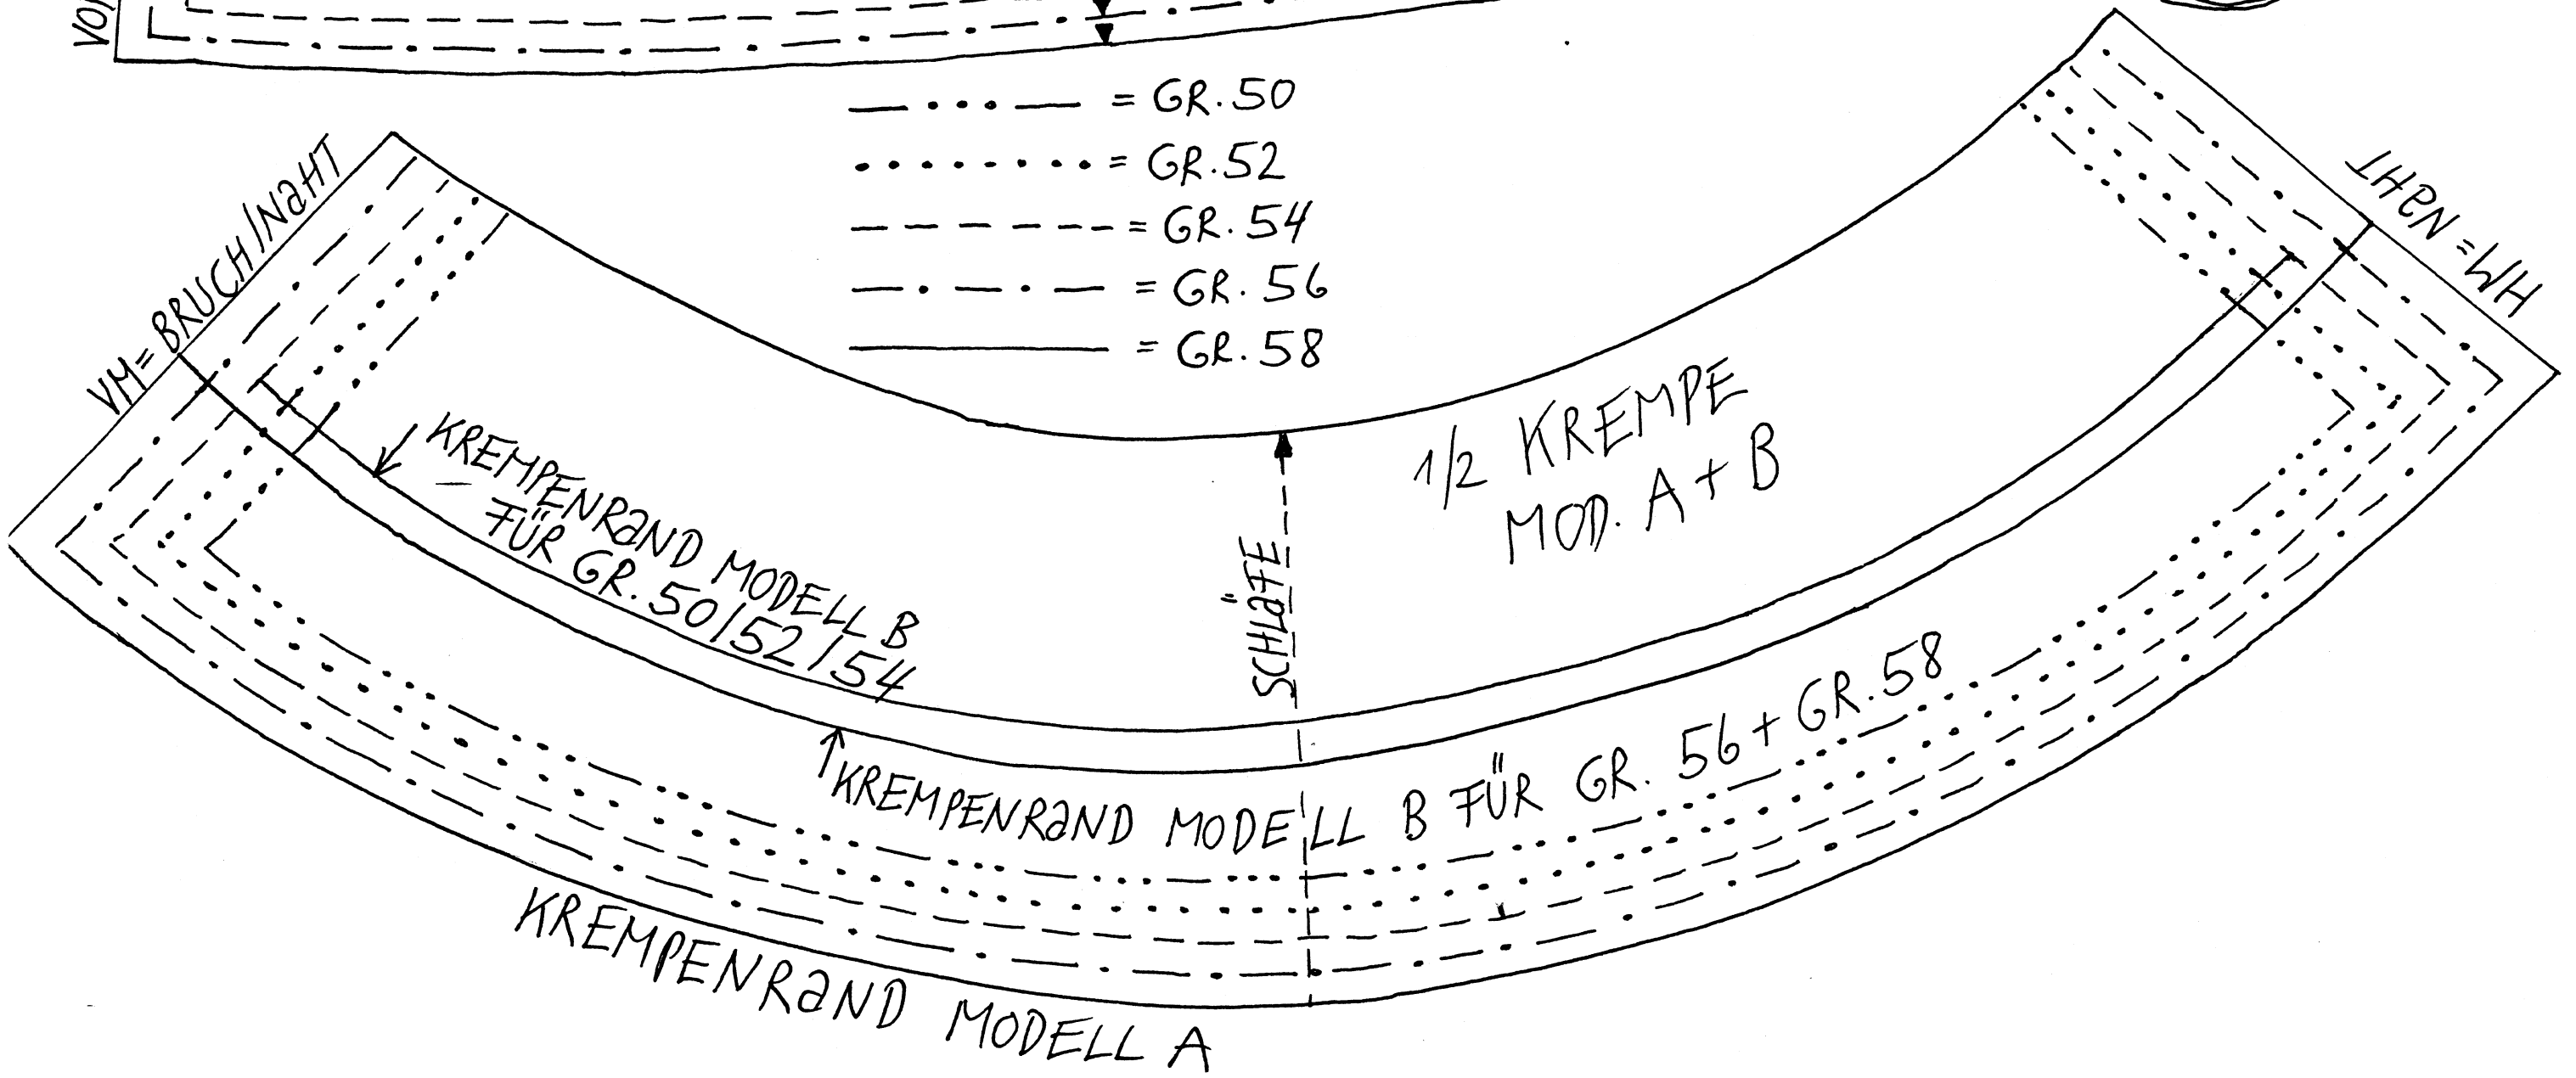 VO
= GR. 50
= GR. 52
= GR. 54
= GR. 56
= GR. 58
VM = BRUCH/NaHT
HM = NaHT
KREMPENRaND MODELL B
FÜR GR. 50/52/54
SCHLäFE
1/2 KREMPE
MOD. A + B
KREMPENRaND MODELL B FÜR GR. 56 + GR. 58
KREMPENRaND MODELL A